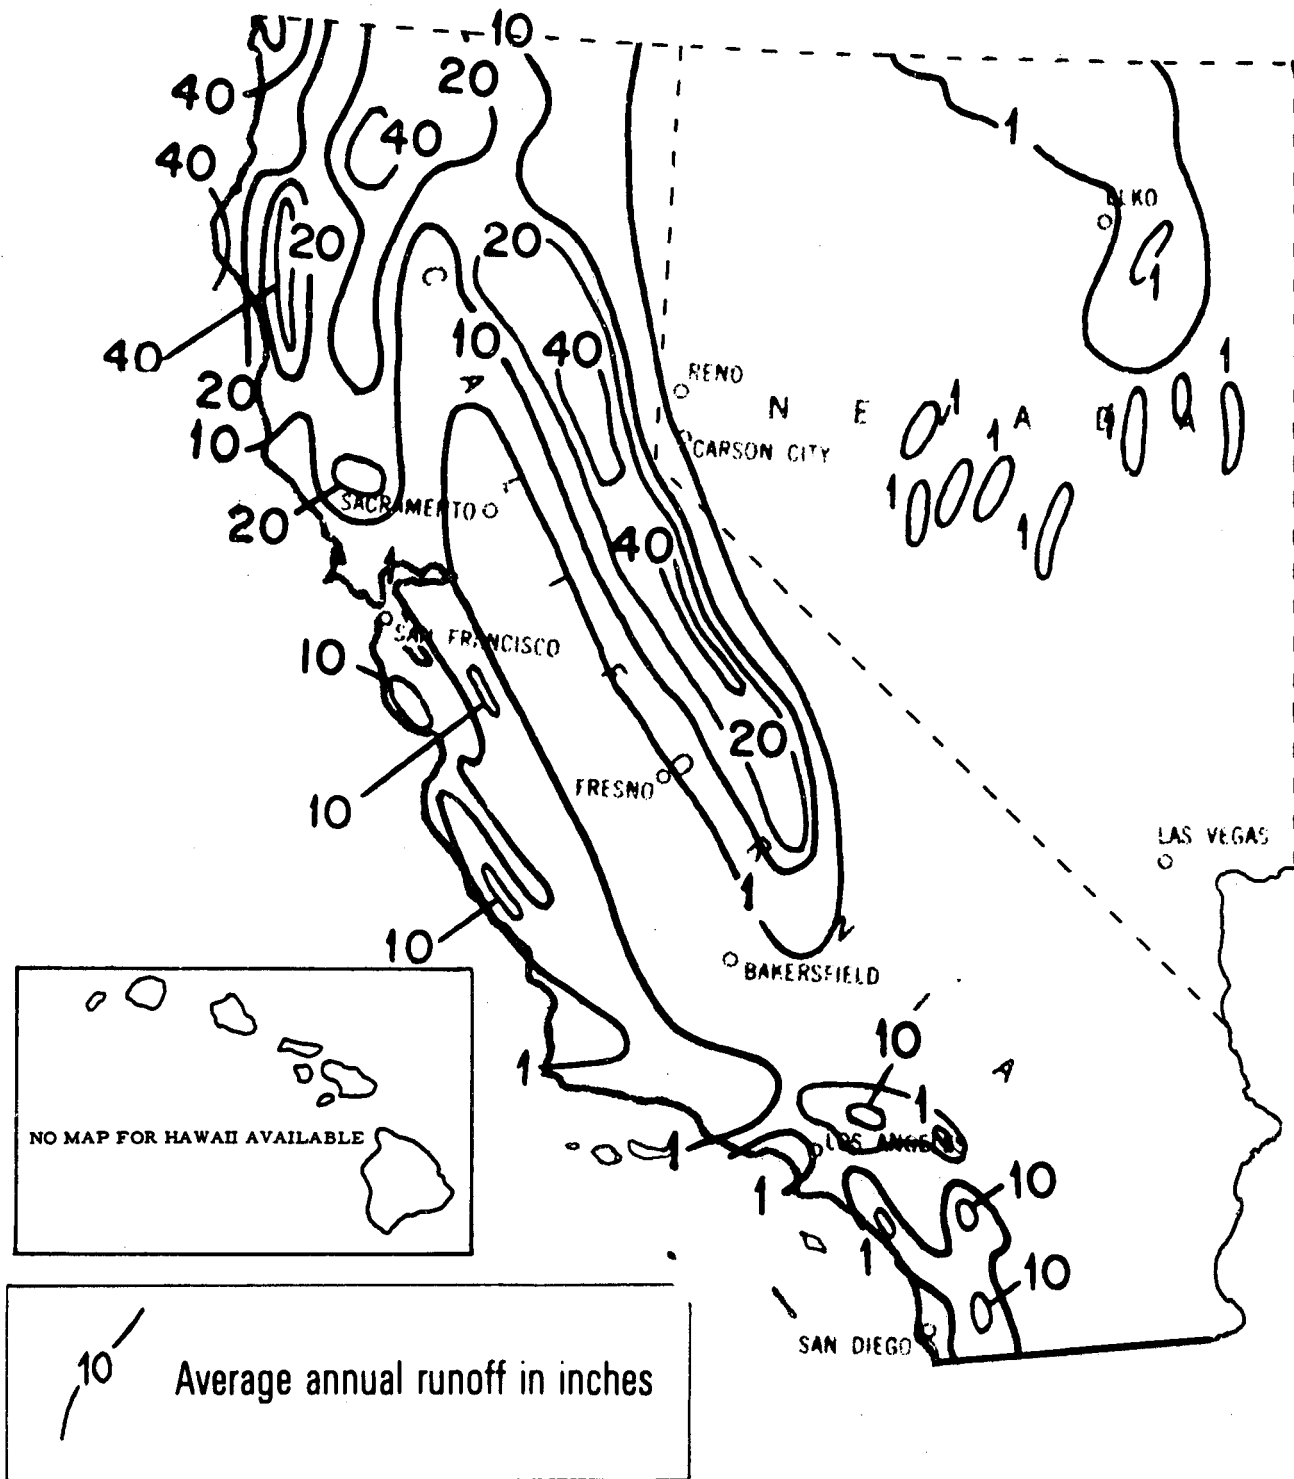 10
20
40
40
40
1
ELKO
20
20
1
10
40
40
RENO
1
20
N E A D A
1
1
10
CARSON CITY
1
20
SACRAMENTO
1
40
1
SAN FRANCISCO
10
20
FRESNO
10
LAS VEGAS
1
10
BAKERSFIELD
10
1
1
NO MAP FOR HAWAII AVAILABLE
1
LOS ANGELES
10
1
1
10
SAN DIEGO
10
Average annual runoff in inches
C
A
L
I
F
O
R
N
A